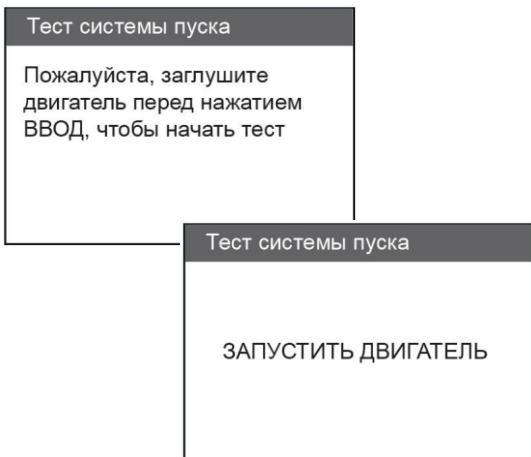 Тест системы пуска
Пожалуйста, заглушите
двигатель перед нажатием
ВВОД, чтобы начать тест
Тест системы пуска
ЗАПУСТИТЬ ДВИГАТЕЛЬ